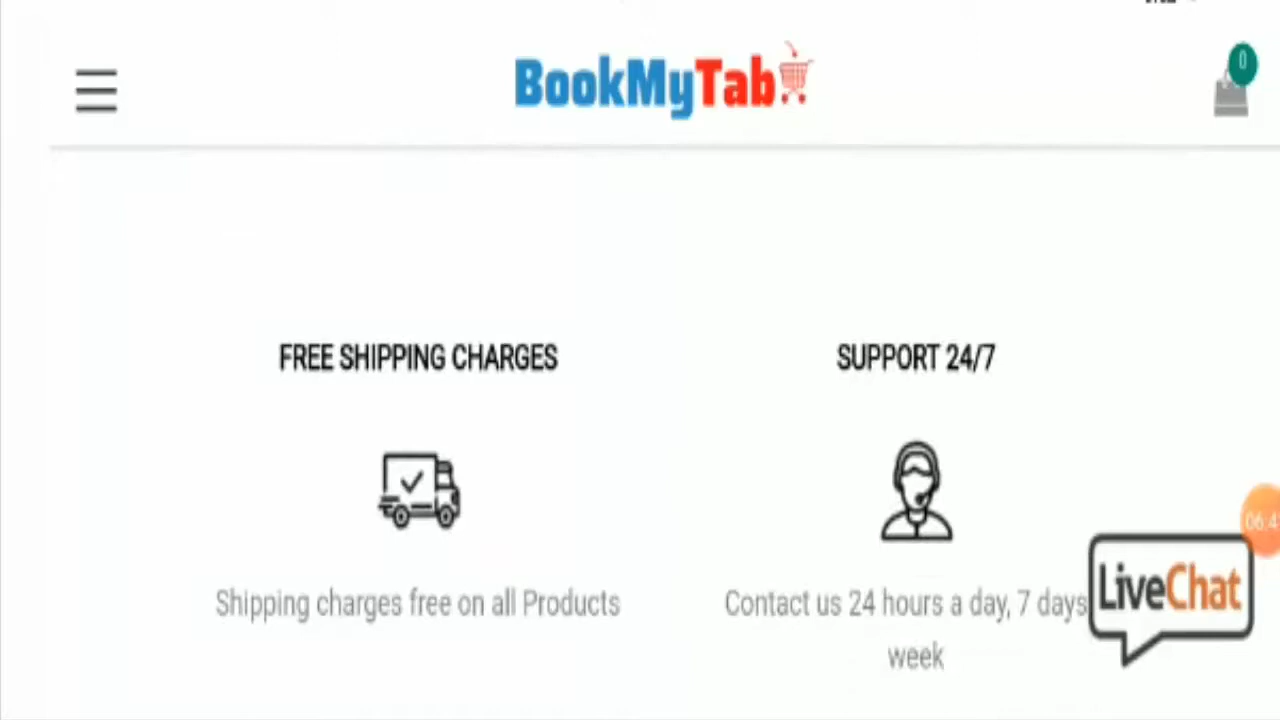 BookMyTab
0
FREE SHIPPING CHARGES
SUPPORT 24/7
Shipping charges free on all Products
Contact us 24 hours a day, 7 days
week
LiveChat